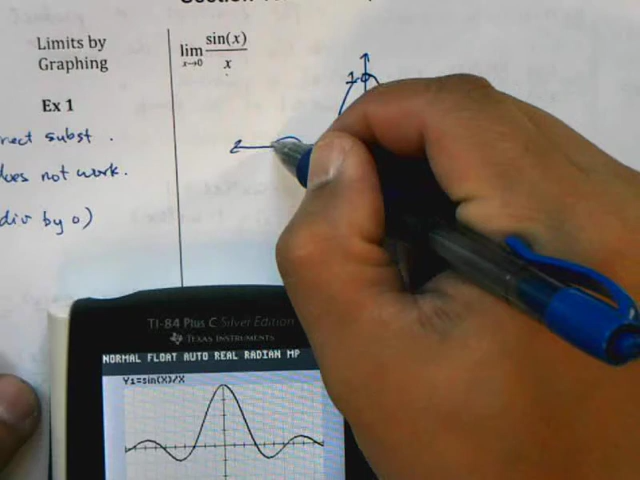 Limits by
Graphing
lim x→0 sin(x)/x
Ex 1
rect subst.
does not work.
div by 0)
1
TI-84 Plus C Silver Edition
TEXAS INSTRUMENTS
NORMAL FLOAT AUTO REAL RADIAN MP
Y1=sin(X)/X